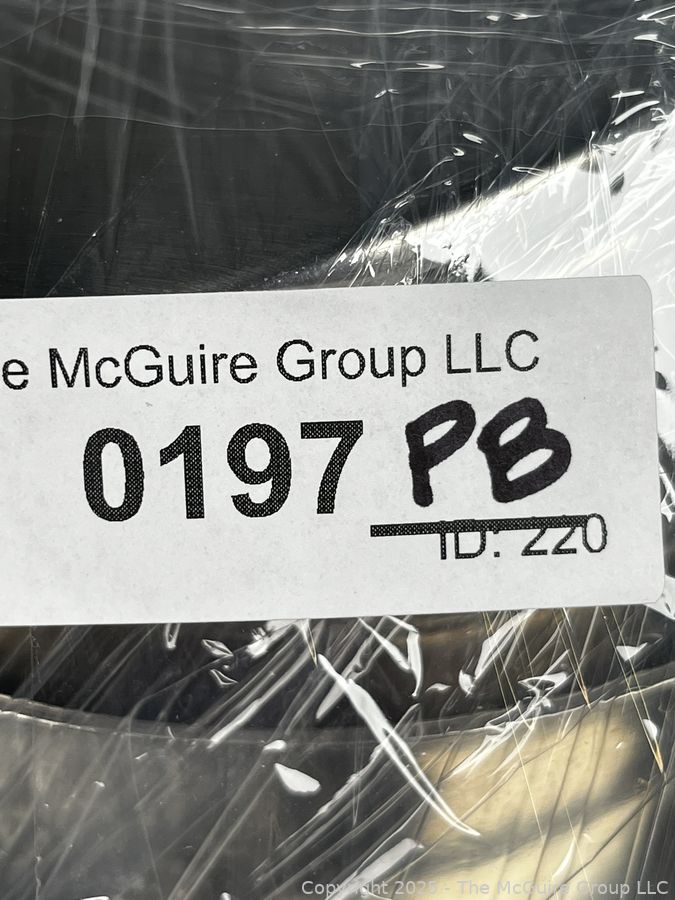 e McGuire Group LLC
0197 PB
ID: 220
Copyright 2025 - The McGuire Group LLC